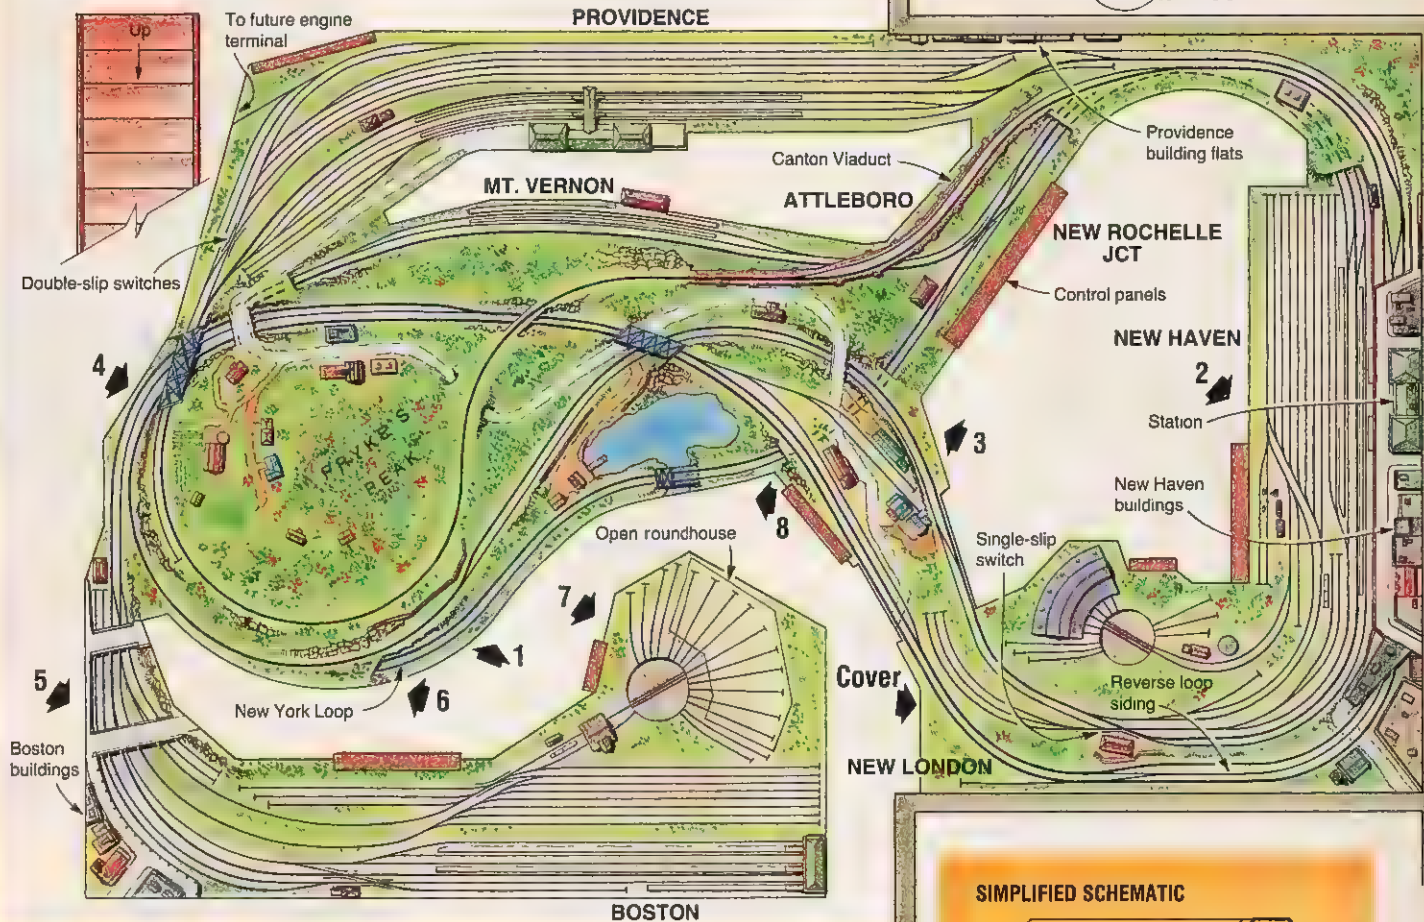 PROVIDENCE
To future engine
terminal
Up
Canton Viaduct
Providence
building flats
MT. VERNON
ATTLEBORO
NEW ROCHELLE
JCT
Double-slip switches
Control panels
NEW HAVEN
4
2
Station
PRYKE'S
PEAK
3
New Haven
buildings
8
Open roundhouse
Single-slip
switch
7
1
5
6
New York Loop
Cover
Reverse loop
siding
Boston
buildings
NEW LONDON
SIMPLIFIED SCHEMATIC
BOSTON